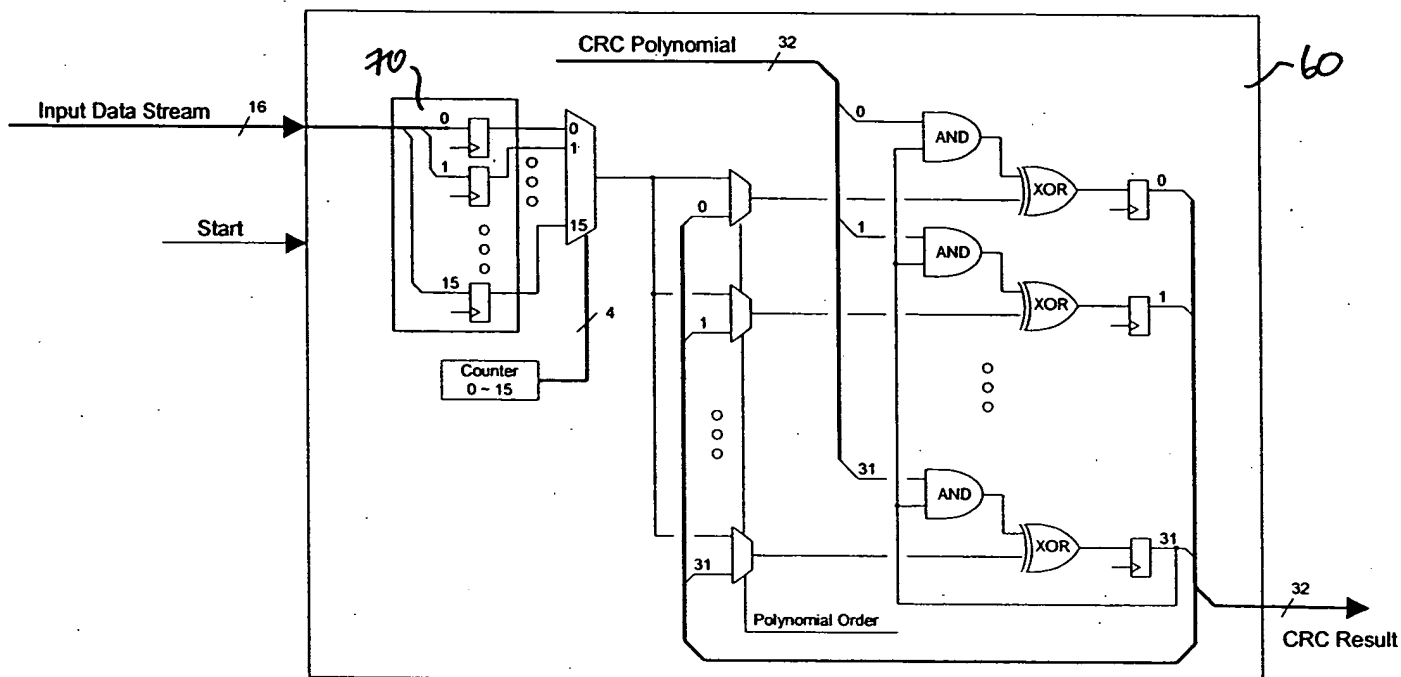 CRC Polynomial
32
70
60
Input Data Stream
16
0
0
0
1
AND
1
XOR
0
0
Start
15
1
AND
15
XOR
1
1
4
Counter
0 ~ 15
31
AND
XOR
31
31
32
Polynomial Order
CRC Result